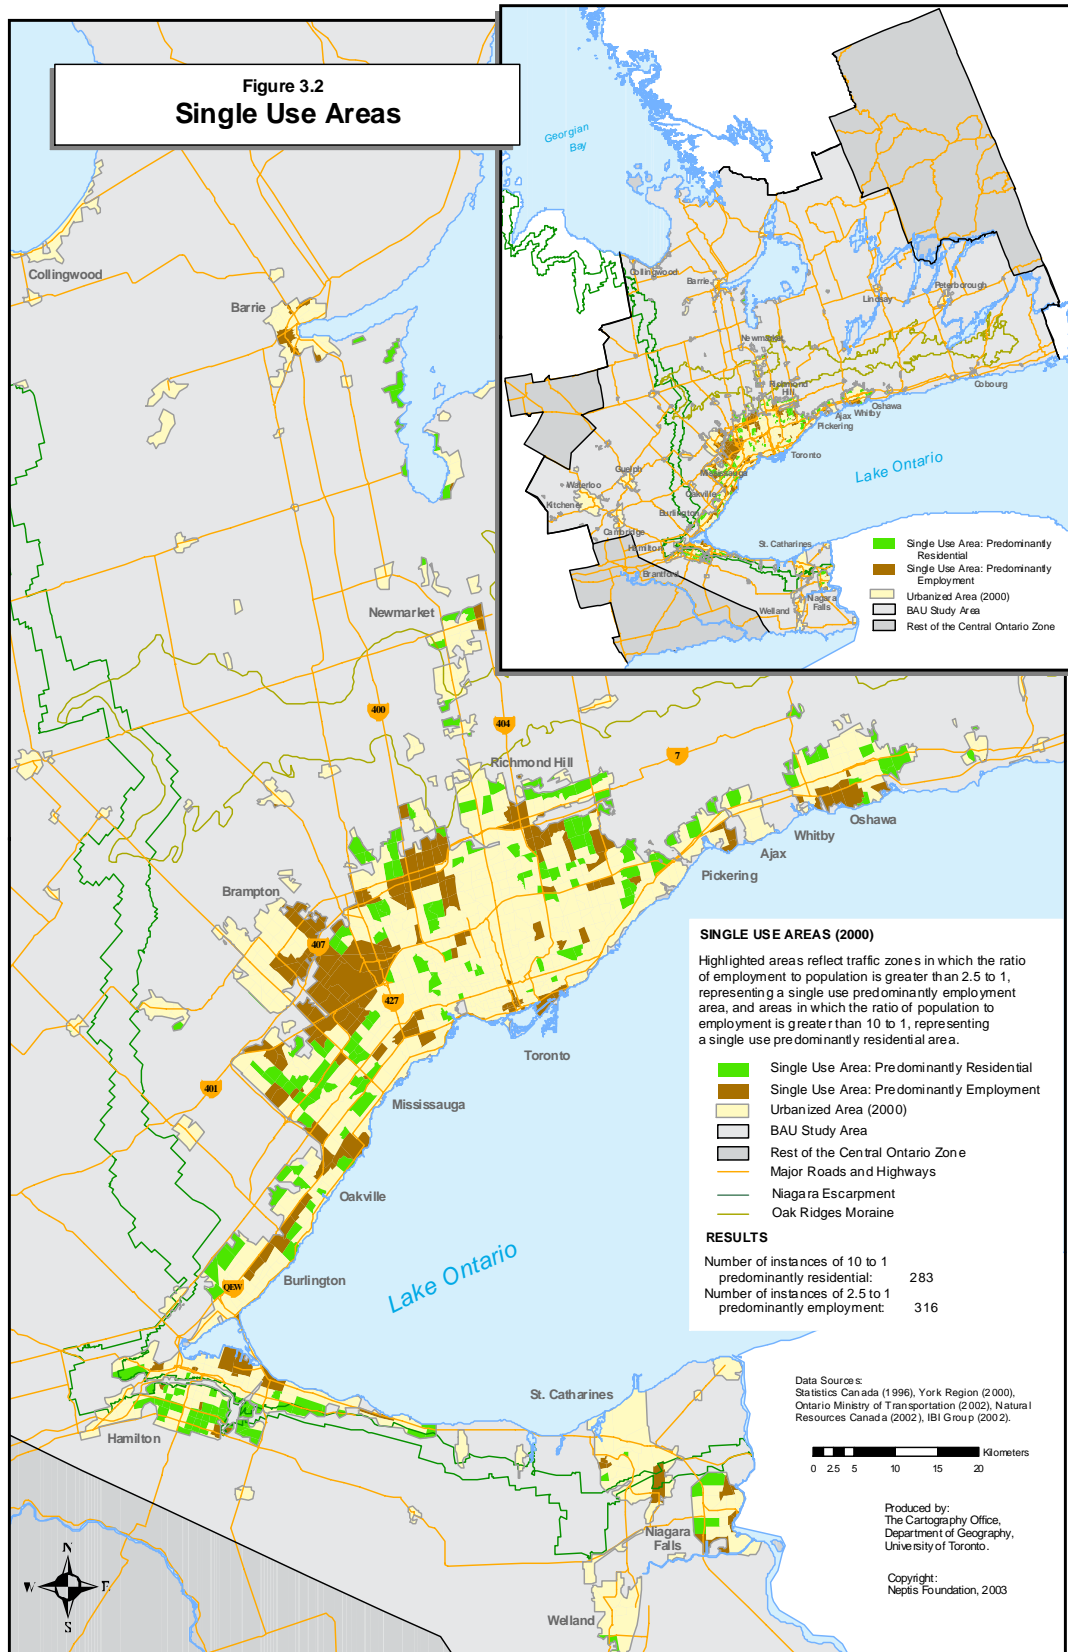 Figure 3.2
Single Use Areas
Georgian
Bay
Collingwood
Barrie
Lindsay
Peterborough
Newmarket
Richmond
Hill
Cobourg
Oshawa
Whitby
Ajax
Pickering
Toronto
Lake Ontario
Mississauga
Guelph
Waterloo
Kitchener
Oakville
Burlington
Cambridge
Hamilton
Brantford
St. Catharines
Niagara
Falls
Welland
Single Use Area: Predominantly
Residential
Single Use Area: Predominantly
Employment
Urbanized Area (2000)
BAU Study Area
Rest of the Central Ontario Zone
Collingwood
Barrie
Newmarket
400
404
7
Richmond Hill
Oshawa
Whitby
Ajax
Pickering
Brampton
407
427
Toronto
401
Mississauga
Oakville
Burlington
QEW
Lake Ontario
Hamilton
St. Catharines
Niagara
Falls
Welland
SINGLE USE AREAS (2000)
Highlighted areas reflect traffic zones in which the ratio
of employment to population is greater than 2.5 to 1,
representing a single use predominantly employment
area, and areas in which the ratio of population to
employment is greater than 10 to 1, representing
a single use predominantly residential area.
Single Use Area: Predominantly Residential
Single Use Area: Predominantly Employment
Urbanized Area (2000)
BAU Study Area
Rest of the Central Ontario Zone
Major Roads and Highways
Niagara Escarpment
Oak Ridges Moraine
RESULTS
Number of instances of 10 to 1
predominantly residential: 283
Number of instances of 2.5 to 1
predominantly employment: 316
Data Sources:
Statistics Canada (1996), York Region (2000),
Ontario Ministry of Transportation (2002), Natural
Resources Canada (2002), IBI Group (2002).
Kilometers
0 2.5 5 10 15 20
Produced by:
The Cartography Office,
Department of Geography,
University of Toronto.
Copyright:
Neptis Foundation, 2003
N
W E
S